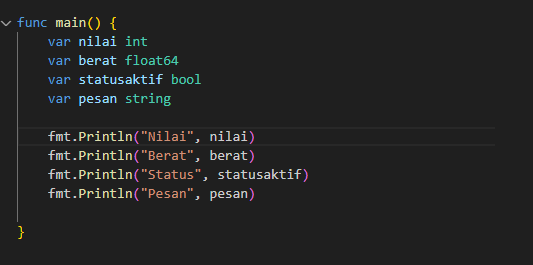 func main() {
    var nilai int
    var berat float64
    var statusaktif bool
    var pesan string
    fmt.Println("Nilai", nilai)
    fmt.Println("Berat", berat)
    fmt.Println("Status", statusaktif)
    fmt.Println("Pesan", pesan)
}